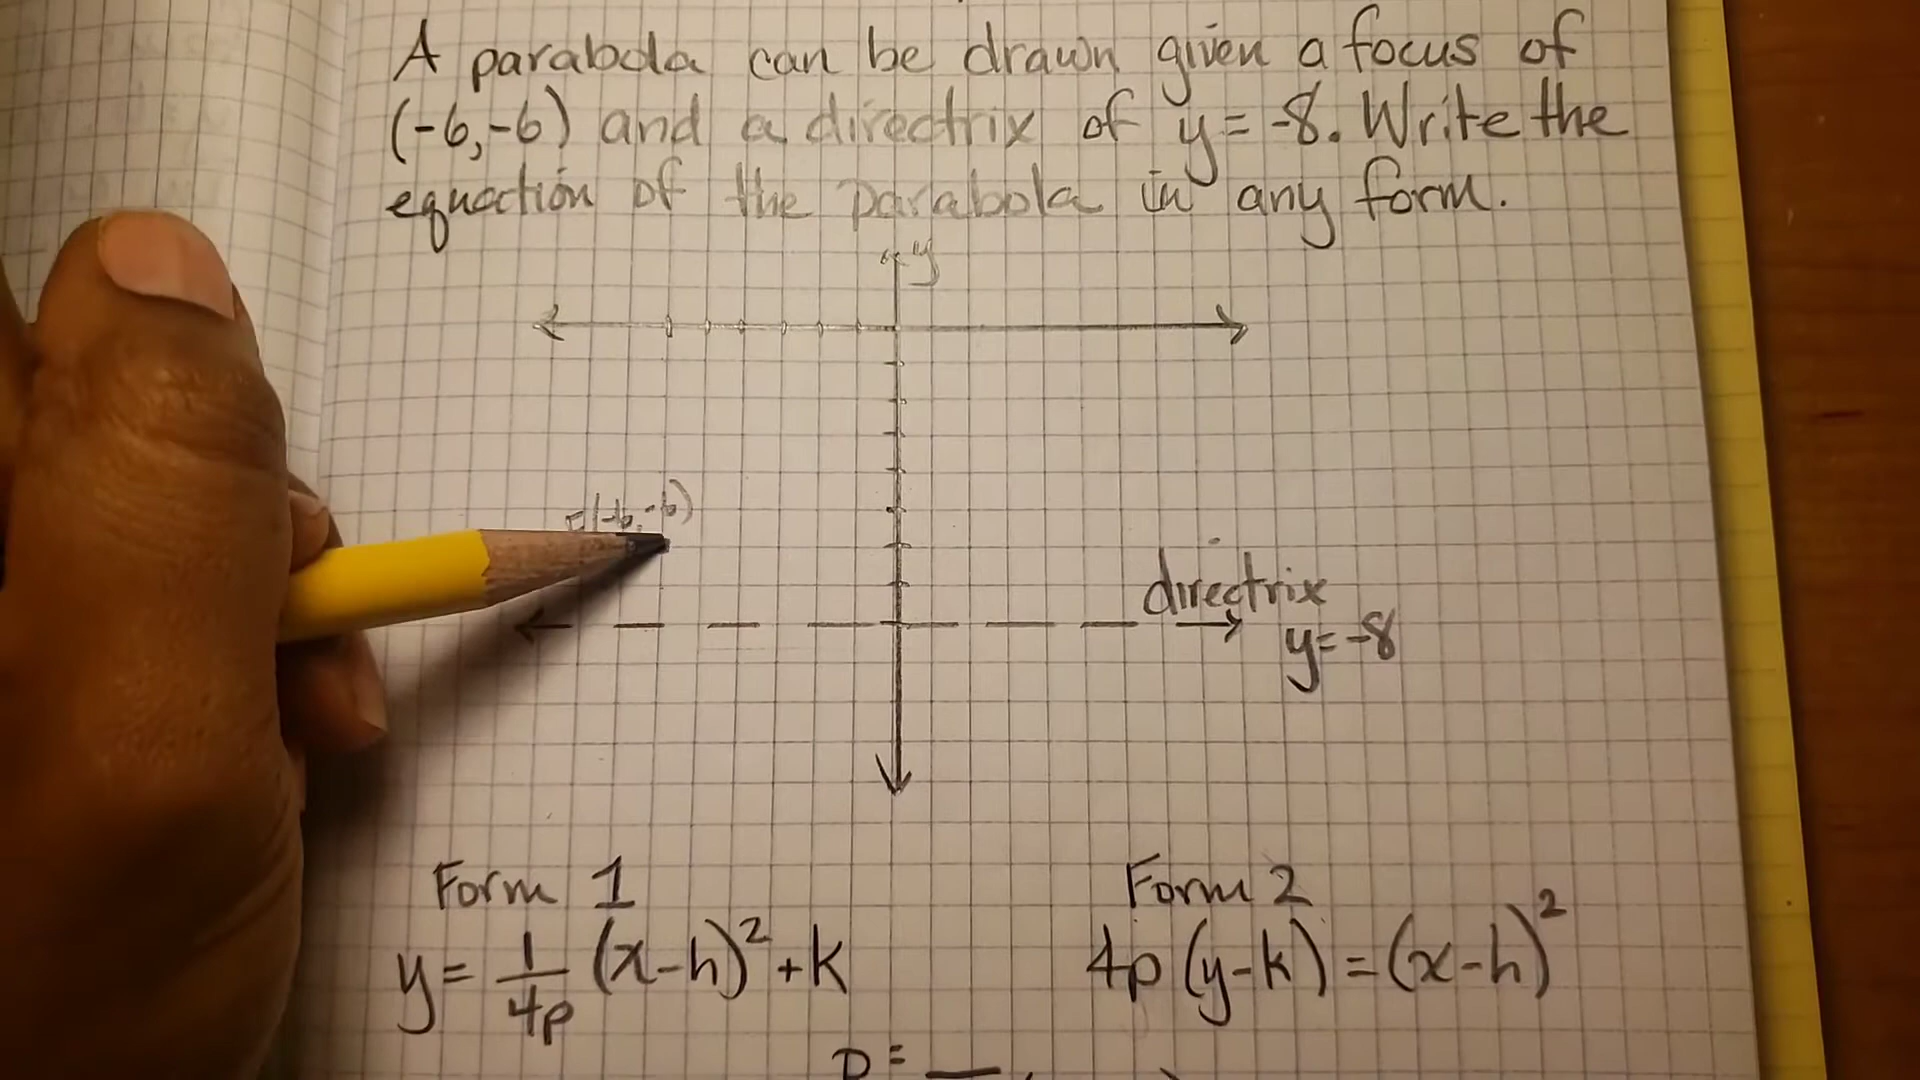 A parabola can be drawn given a focus of
(-6,-6) and a directrix of y=-8. Write the
equation of the parabola in any form.
y
F(-6,-6)
directrix
y=-8
Form 1
Form 2
y = 1/4p (x-h)² + k
4p (y-k) = (x-h)²
p =